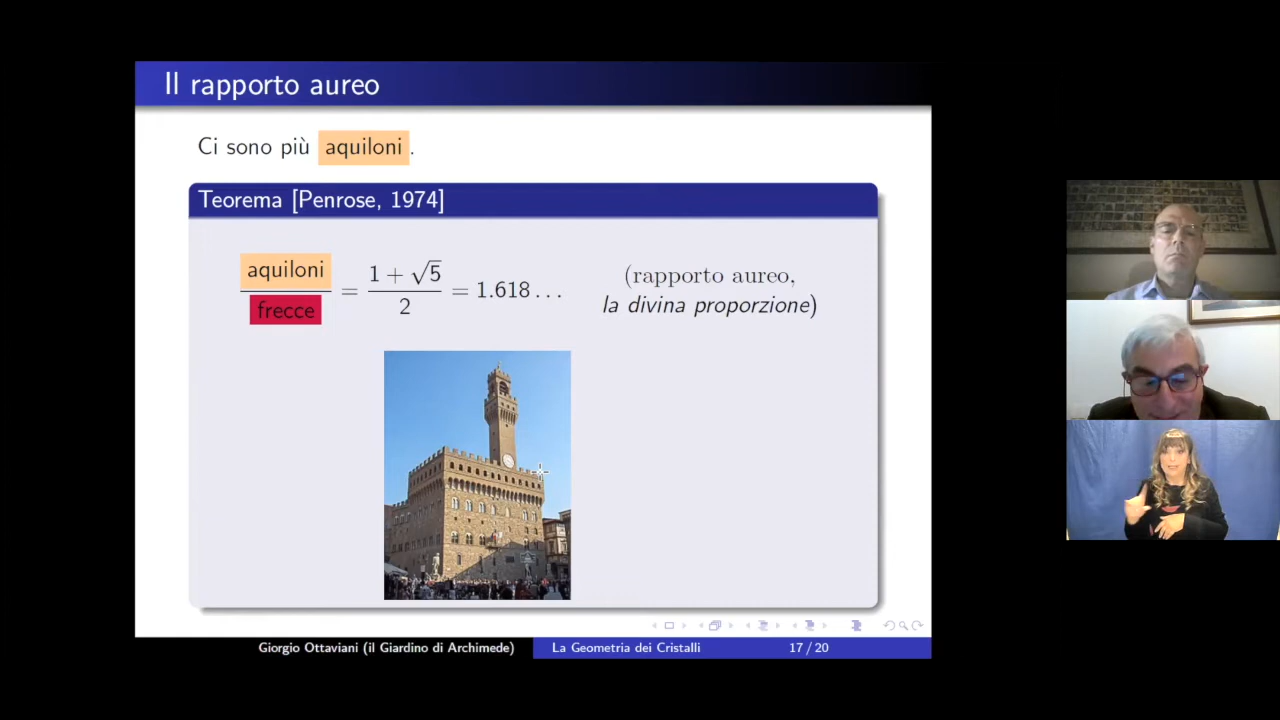 Il rapporto aureo
Ci sono più aquiloni.
Teorema [Penrose, 1974]
aquiloni / frecce = (1 + √5) / 2 = 1.618...
(rapporto aureo,
la divina proporzione)
Giorgio Ottaviani (il Giardino di Archimede)
La Geometria dei Cristalli
17 / 20